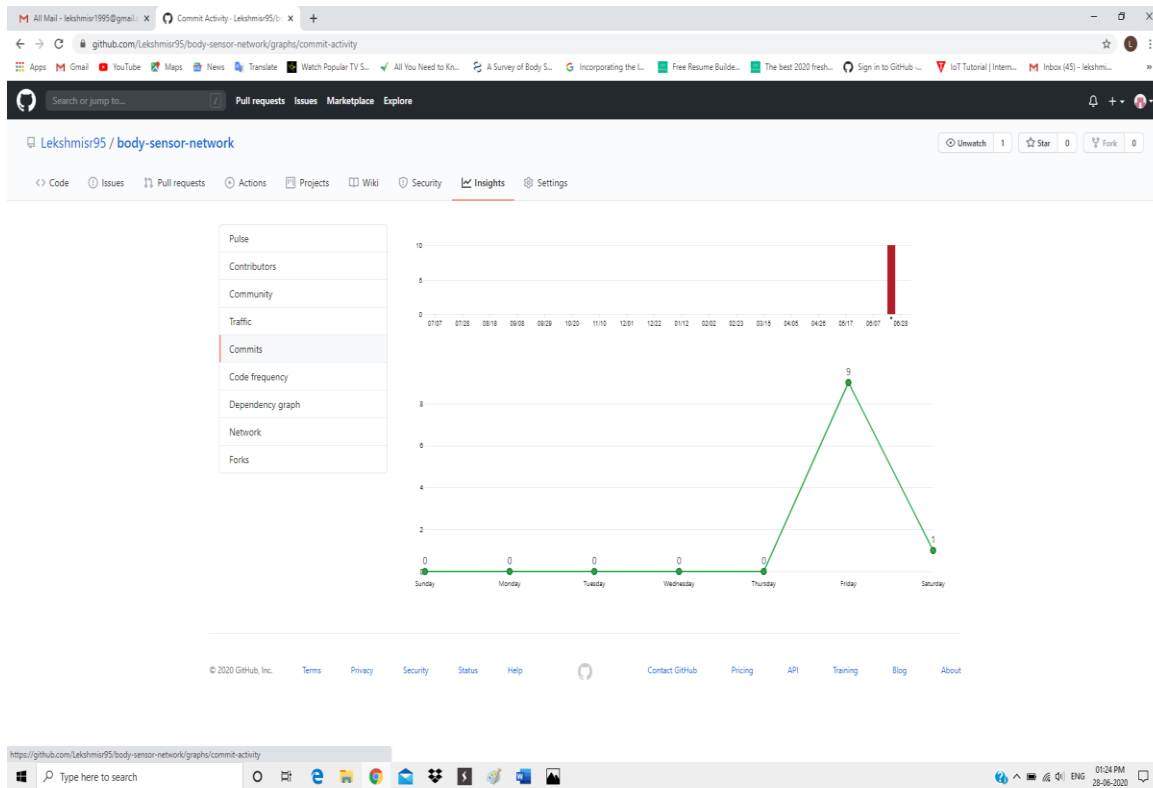 All Mail - lekshmisr1995@gmail.c
Commit Activity · Lekshmisr95/bo
github.com/Lekshmisr95/body-sensor-network/graphs/commit-activity
L
Apps Gmail YouTube Maps News Translate Watch Popular TV S... All You Need to Kn... A Survey of Body S... Incorporating the I... Free Resume Builde... The best 2020 fresh... Sign in to GitHub ·... IoT Tutorial | Intern... Inbox (45) - lekshmi...
Search or jump to... / Pull requests Issues Marketplace Explore
Lekshmisr95 / body-sensor-network
Unwatch 1 Star 0 Fork 0
Code Issues Pull requests Actions Projects Wiki Security Insights Settings
Pulse
Contributors
Community
Traffic
Commits
Code frequency
Dependency graph
Network
Forks
10
5
0
07/07 07/28 08/18 09/08 09/29 10/20 11/10 12/01 12/22 01/12 02/02 02/23 03/15 04/05 04/26 05/17 06/07 06/28
9
8
6
4
2
1
0 0 0 0 0
0
Sunday Monday Tuesday Wednesday Thursday Friday Saturday
© 2020 GitHub, Inc. Terms Privacy Security Status Help Contact GitHub Pricing API Training Blog About
https://github.com/Lekshmisr95/body-sensor-network/graphs/commit-activity
Type here to search
ENG
01:24 PM
28-06-2020